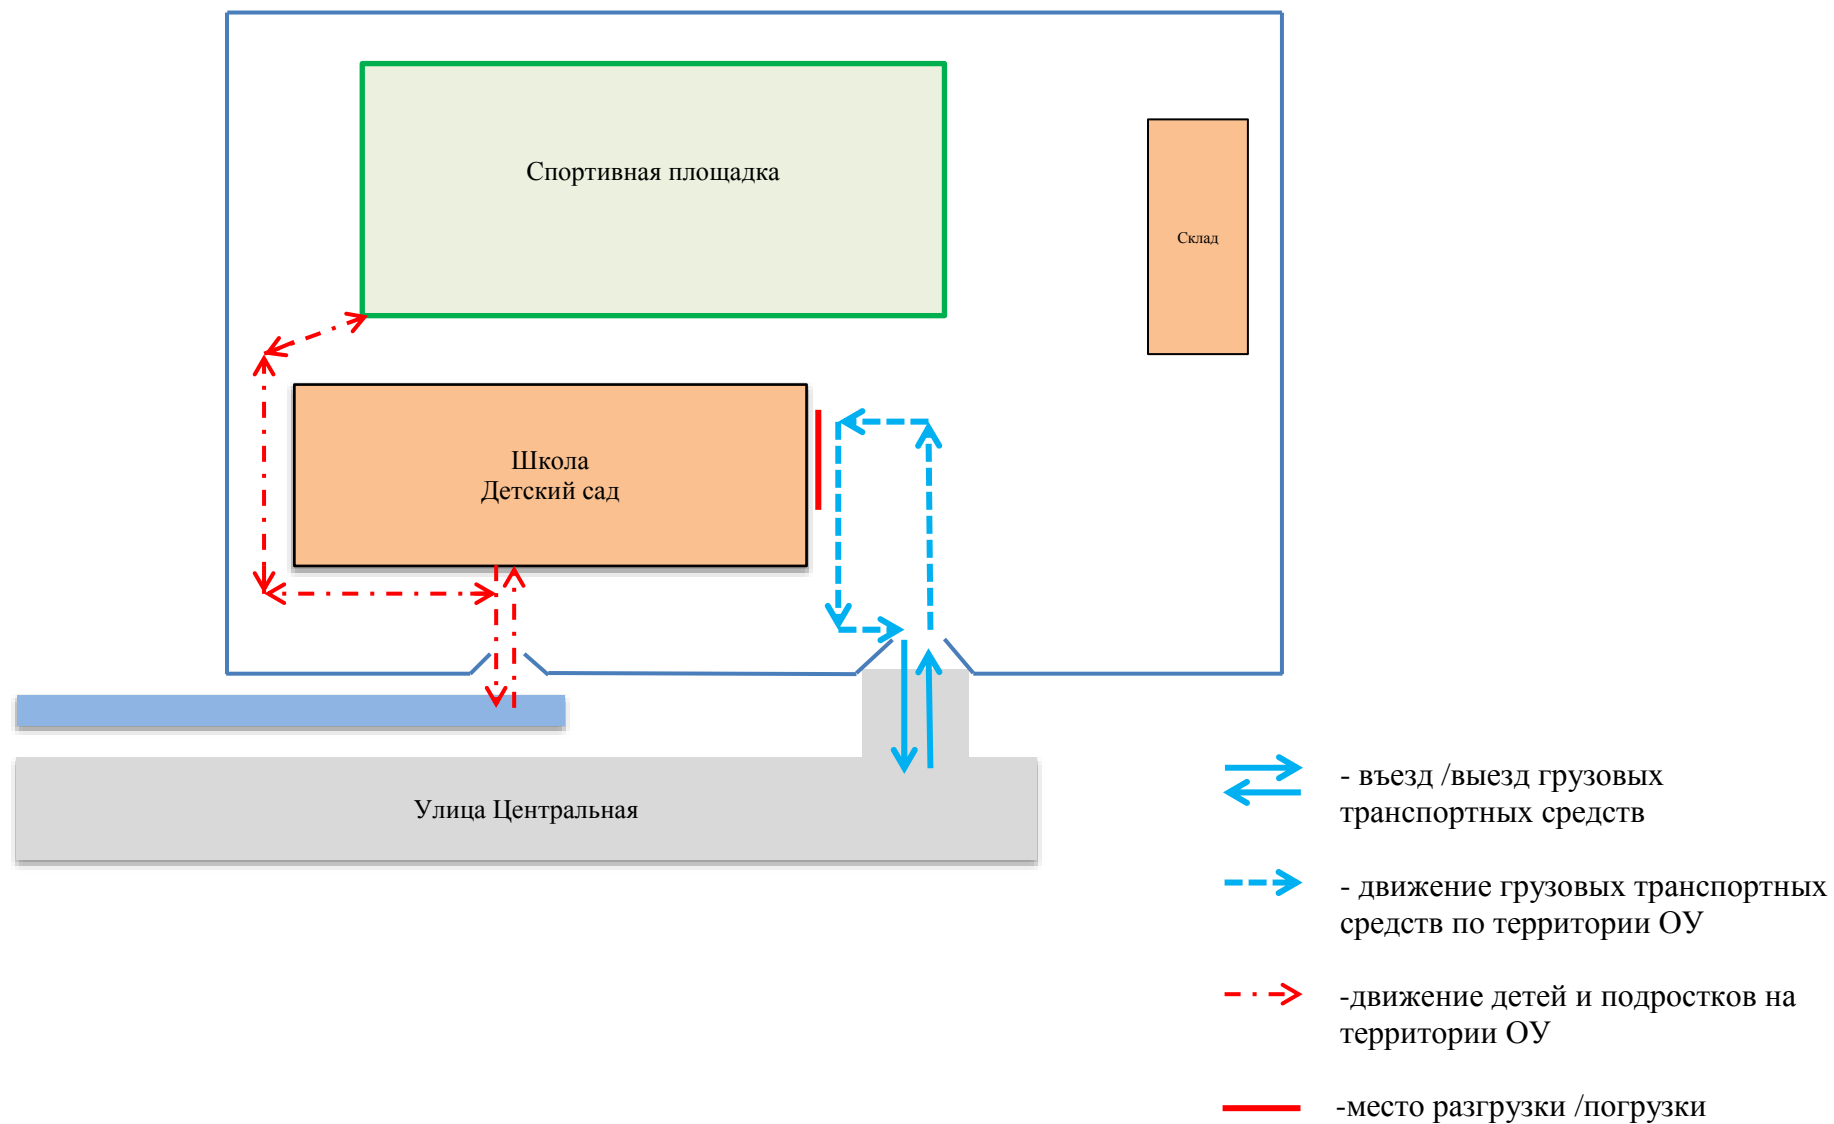 Спортивная площадка
Склад
Школа
Детский сад
Улица Центральная
- въезд /выезд грузовых
транспортных средств
- движение грузовых транспортных
средств по территории ОУ
-движение детей и подростков на
территории ОУ
-место разгрузки /погрузки